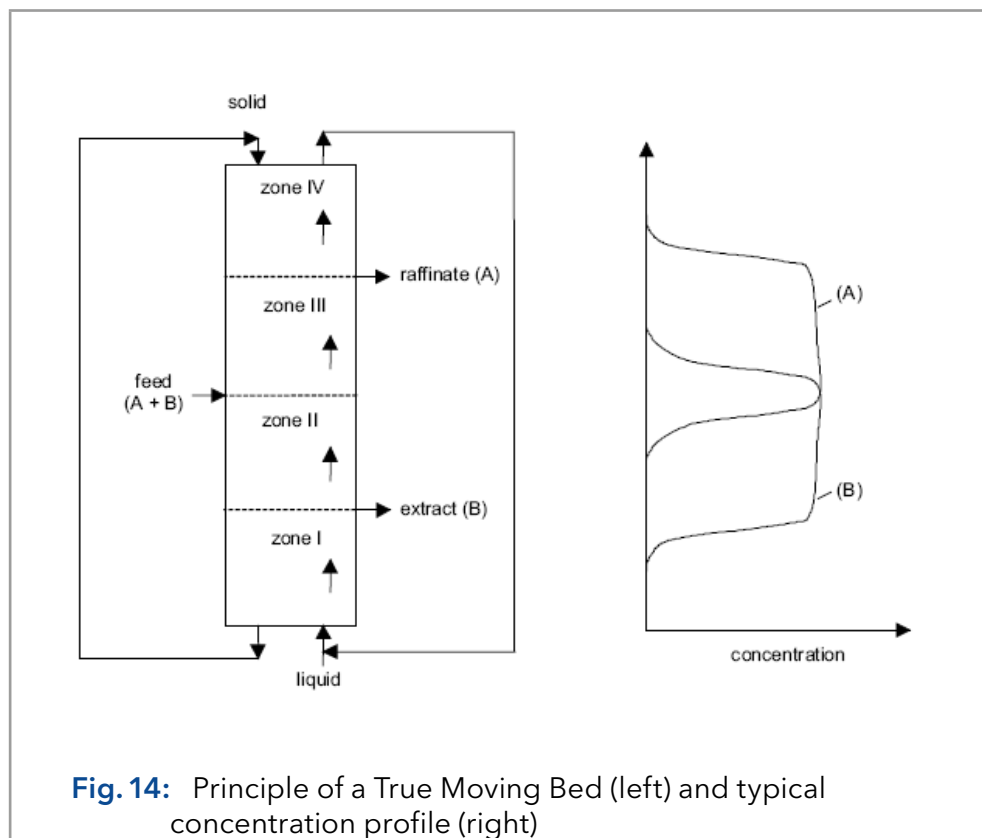 solid
zone IV
raffinate (A)
zone III
feed
(A + B)
zone II
extract (B)
zone I
liquid
(A)
(B)
concentration
Fig. 14: Principle of a True Moving Bed (left) and typical
concentration profile (right)